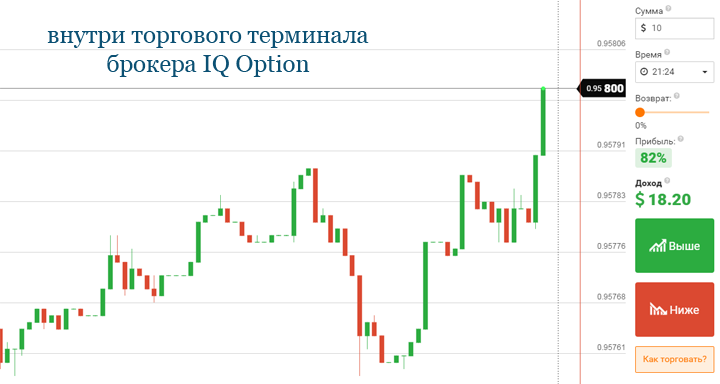 внутри торгового терминала
брокера IQ Option
0.95806
0.95 800
0.95791
0.95783
0.95776
0.95768
0.95761
Сумма
$ 10
Время
21:24
Возврат:
0%
Прибыль:
82%
Доход
$ 18.20
Выше
Ниже
Как торговать?